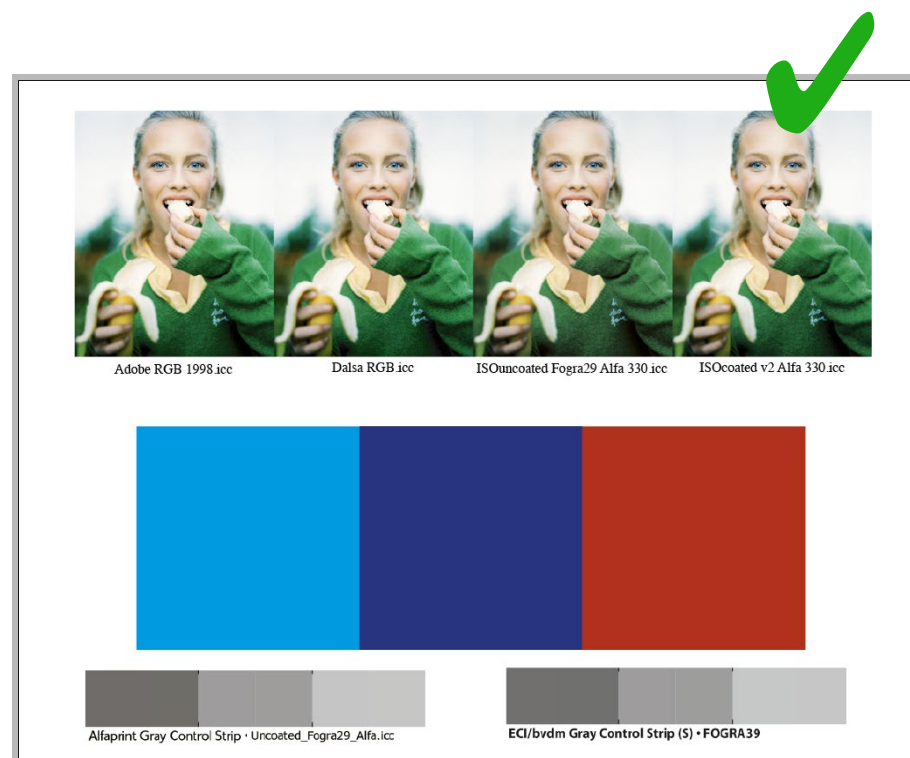 Adobe RGB 1998.icc
Dalsa RGB.icc
ISOuncoated Fogra29 Alfa 330.icc
ISOcoated v2 Alfa 330.icc
Alfaprint Gray Control Strip • Uncoated_Fogra29_Alfa.icc
ECI/bvdm Gray Control Strip (S) • FOGRA39